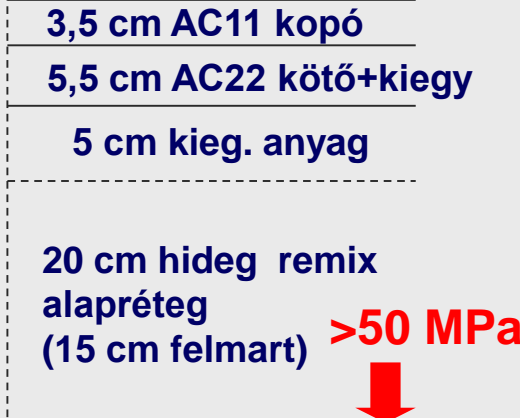 3,5 cm AC11 kopó
5,5 cm AC22 kötő+kiegy
5 cm kieg. anyag
20 cm hideg remix
alapréteg
(15 cm felmart)
>50 MPa